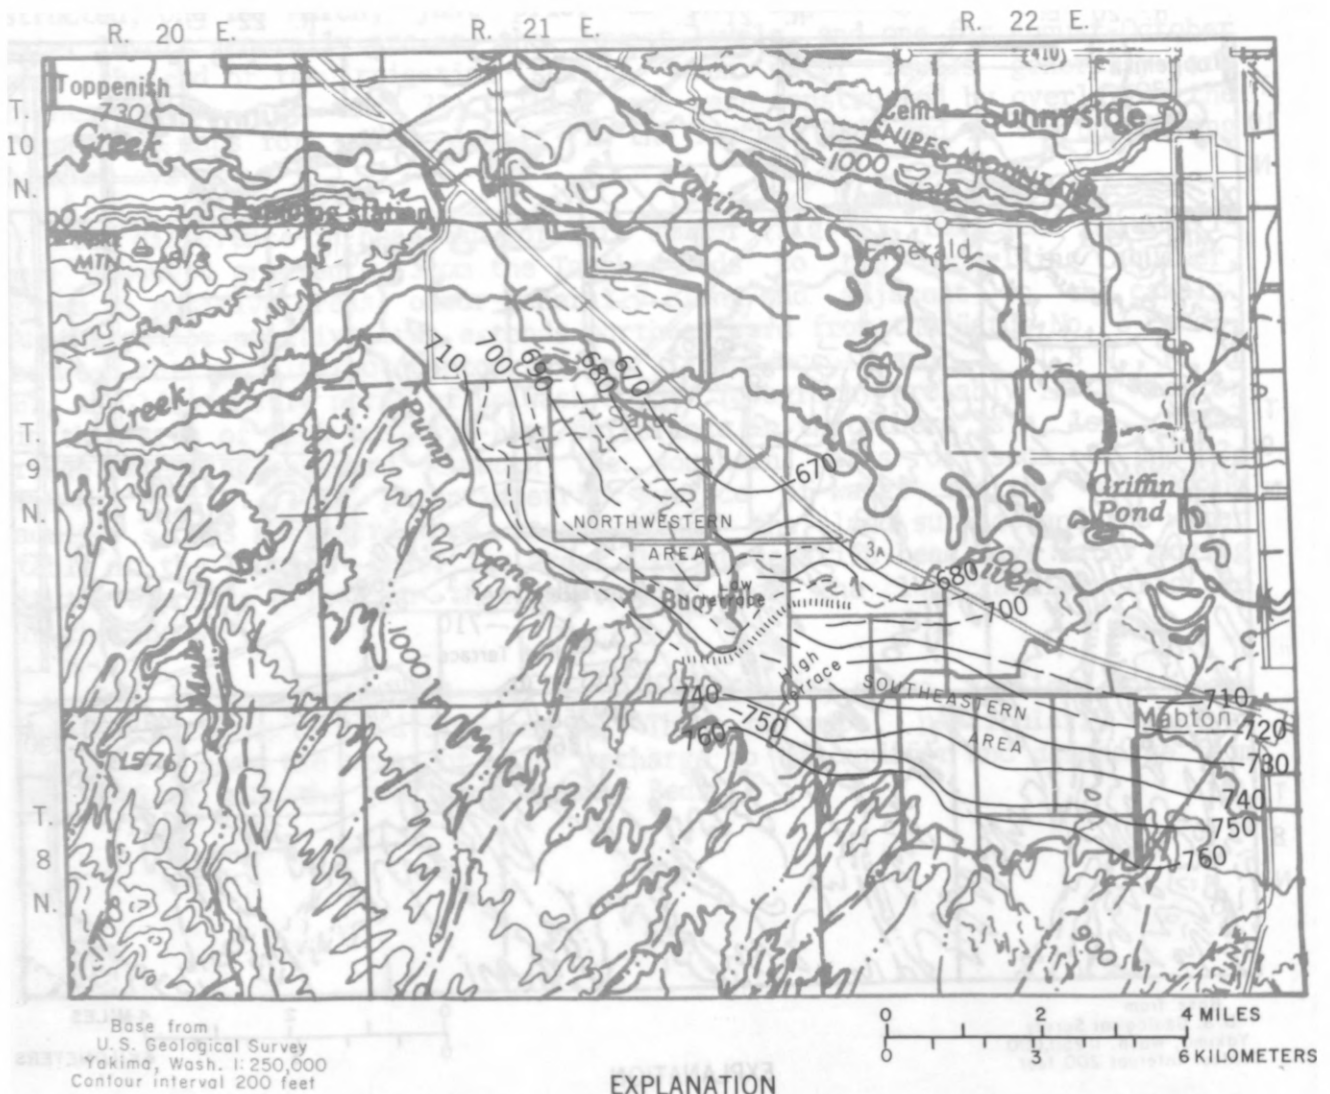 R. 20 E.
R. 21 E.
R. 22 E.
T.
10
N.
Toppenish
730
Creek
(410)
Sunnyside
SNIPES MOUNTAIN
1000
Yakima
Pumping Station
MTN
Emerald
710
700
690
680
670
Satus
Creek
Pump
Canal
T.
9
N.
670
Griffin
Pond
NORTHWESTERN
AREA
3A
River
680
700
Low
terrace
1000
High
terrace
SOUTHEASTERN
AREA
740
750
760
710
Mabton
720
730
740
750
760
T.
8
N.
900
Base from
U.S. Geological Survey
Yakima, Wash. 1:250,000
Contour interval 200 feet
0 2 4 MILES
0 3 6 KILOMETERS
EXPLANATION